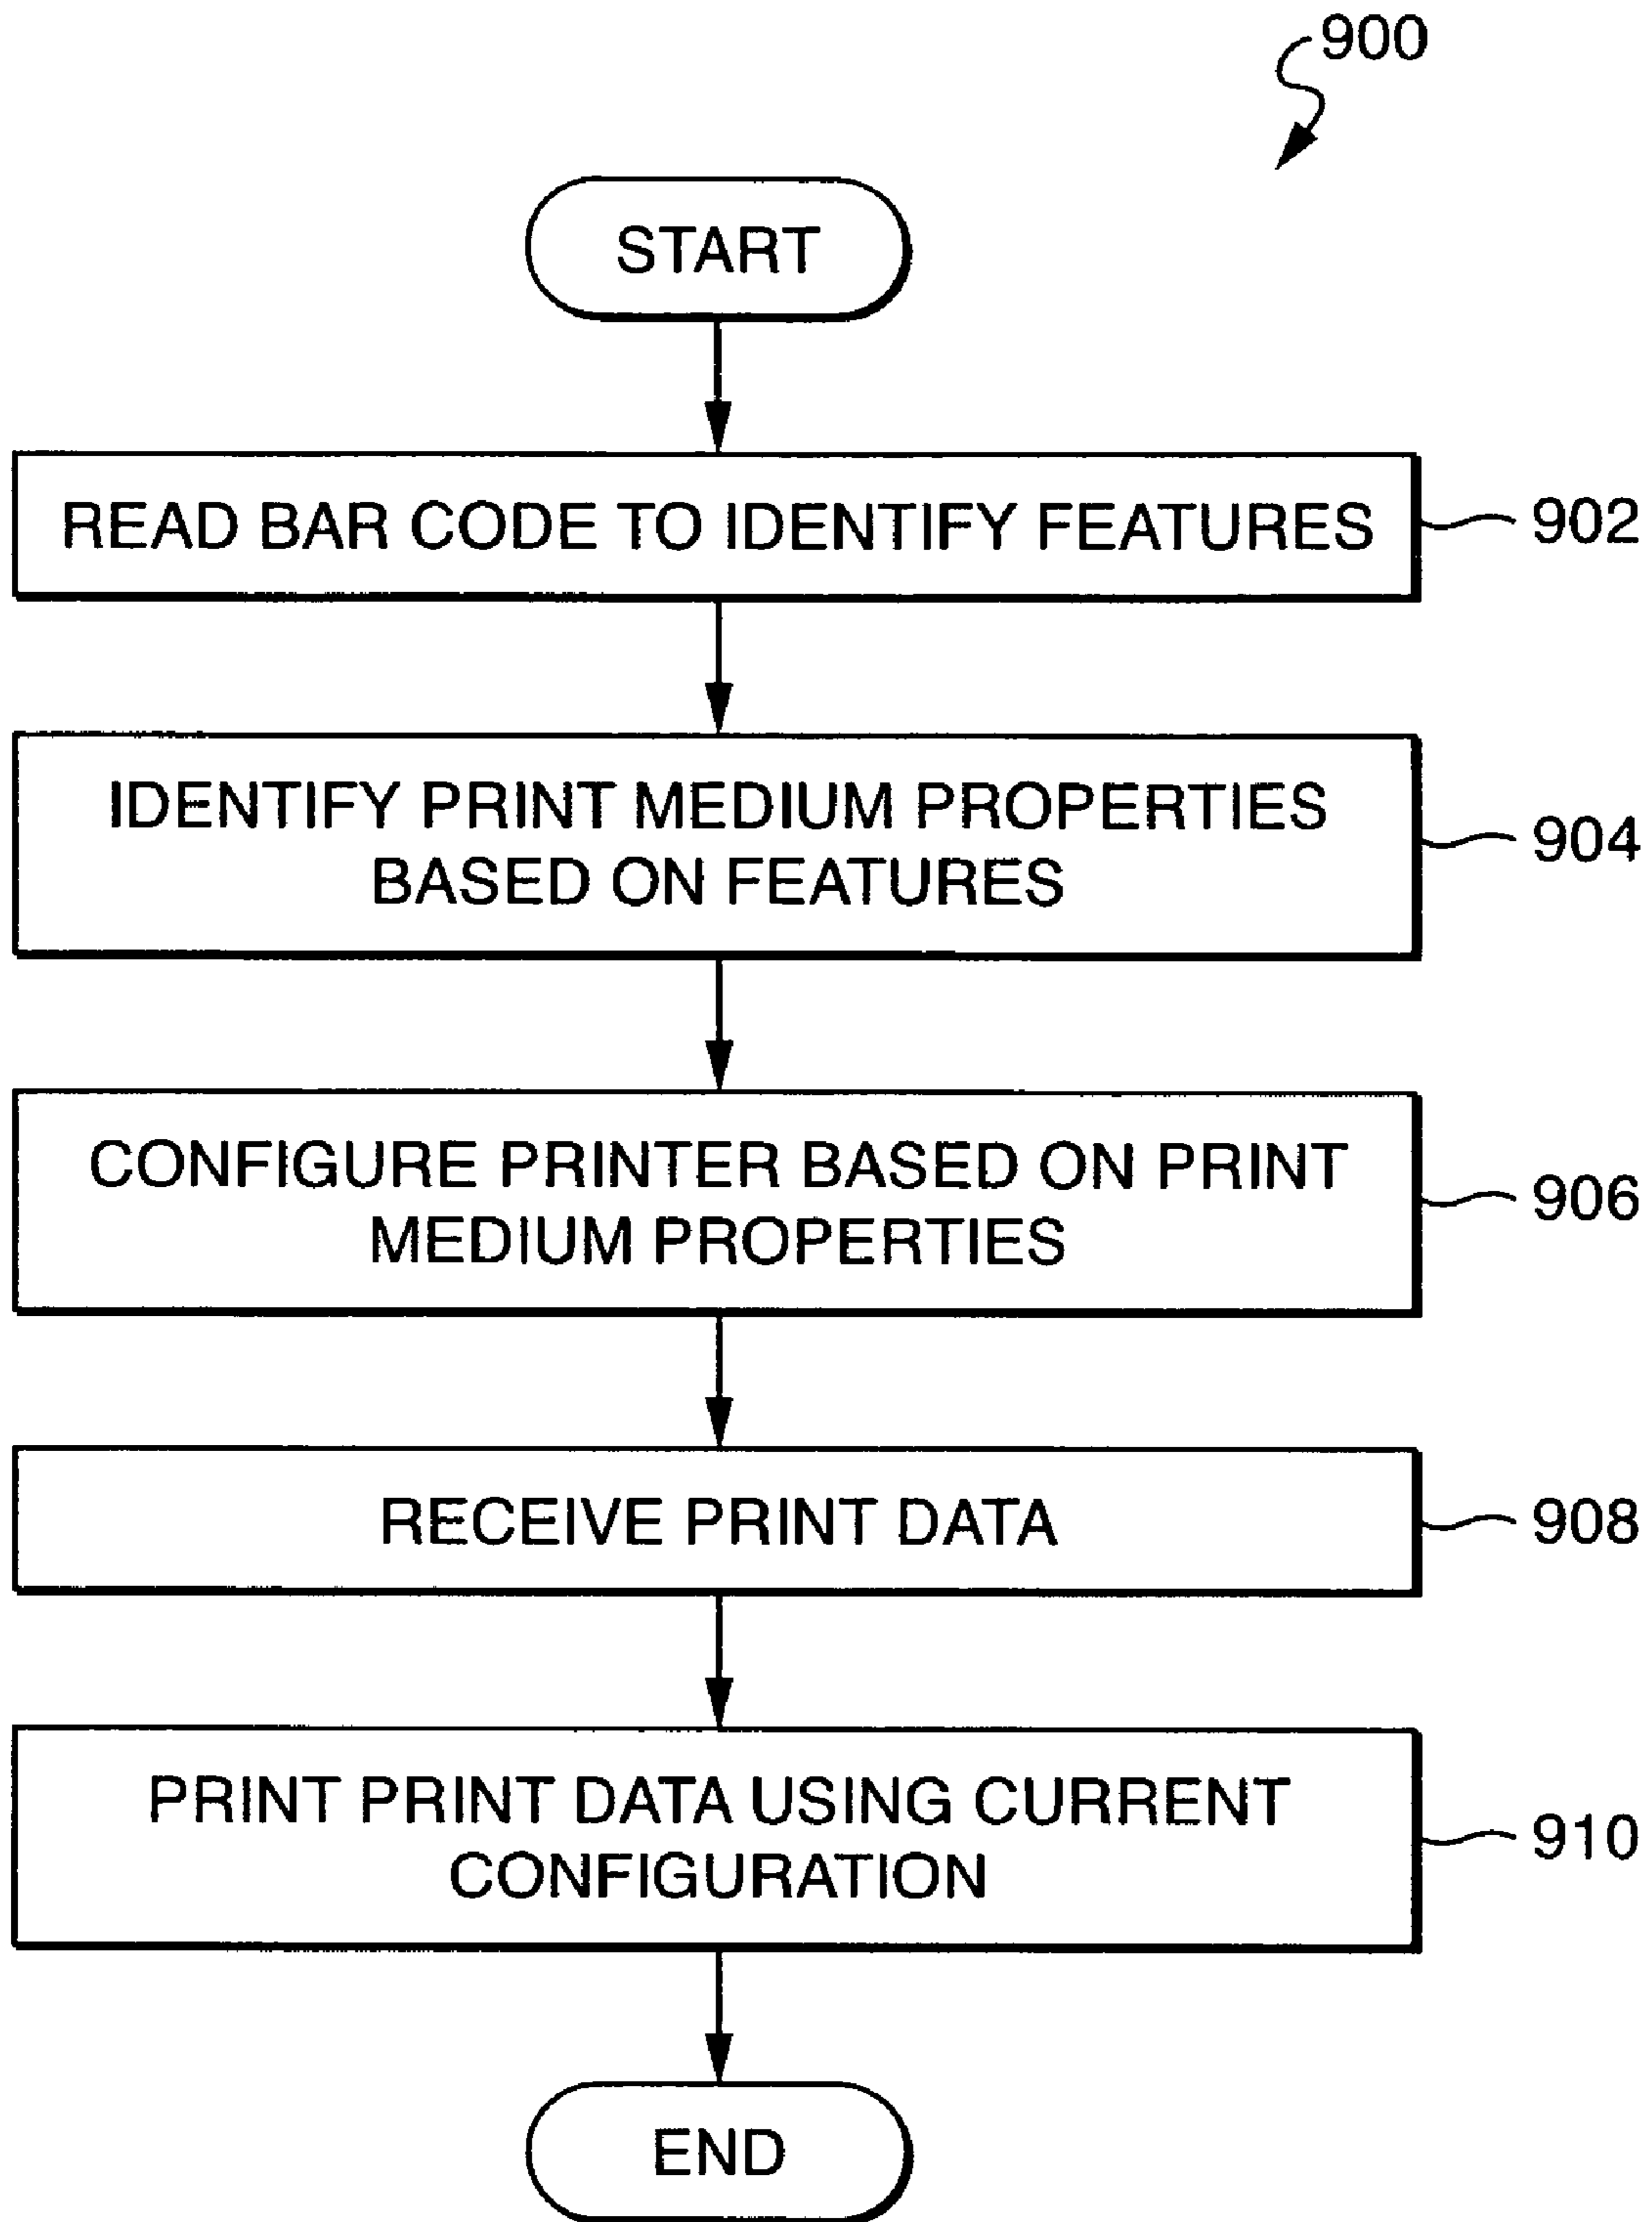 900
START
READ BAR CODE TO IDENTIFY FEATURES
902
IDENTIFY PRINT MEDIUM PROPERTIES
BASED ON FEATURES
904
CONFIGURE PRINTER BASED ON PRINT
MEDIUM PROPERTIES
906
RECEIVE PRINT DATA
908
PRINT PRINT DATA USING CURRENT
CONFIGURATION
910
END